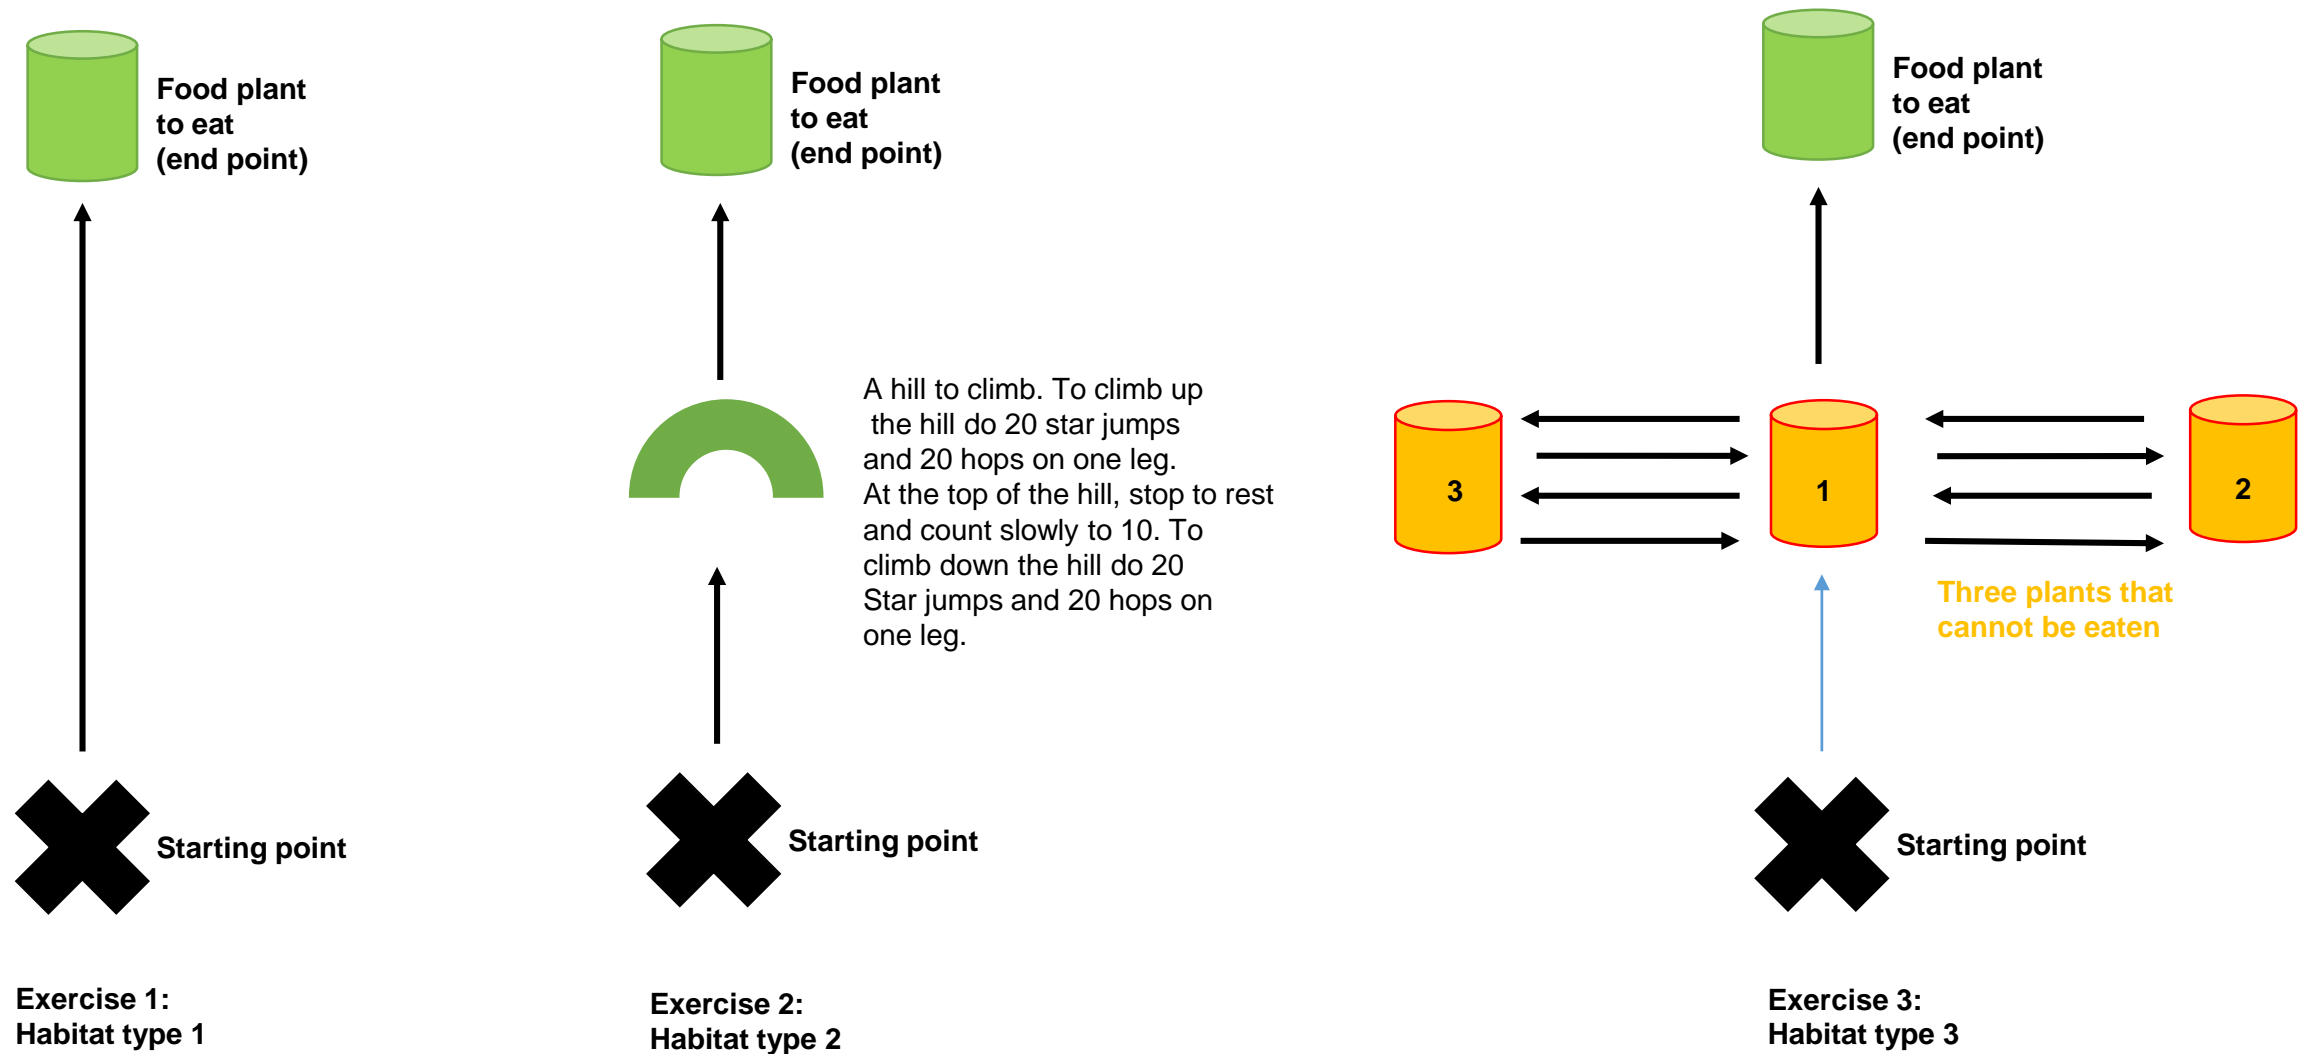 Food plant
to eat
(end point)
Starting point
Exercise 1:
Habitat type 1
Food plant
to eat
(end point)
A hill to climb. To climb up
the hill do 20 star jumps
and 20 hops on one leg.
At the top of the hill, stop to rest
and count slowly to 10. To
climb down the hill do 20
Star jumps and 20 hops on
one leg.
Starting point
Exercise 2:
Habitat type 2
Food plant
to eat
(end point)
3
1
2
Three plants that
cannot be eaten
Starting point
Exercise 3:
Habitat type 3